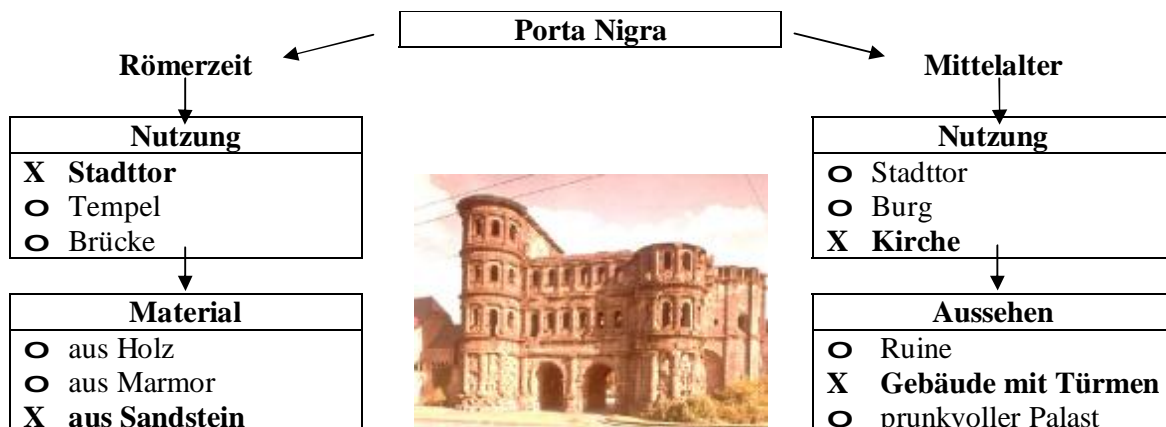 Porta Nigra
Römerzeit
Mittelalter
Nutzung
X Stadttor
O Tempel
O Brücke
Nutzung
O Stadttor
O Burg
X Kirche
Material
O aus Holz
O aus Marmor
X aus Sandstein
Aussehen
O Ruine
X Gebäude mit Türmen
O prunkvoller Palast